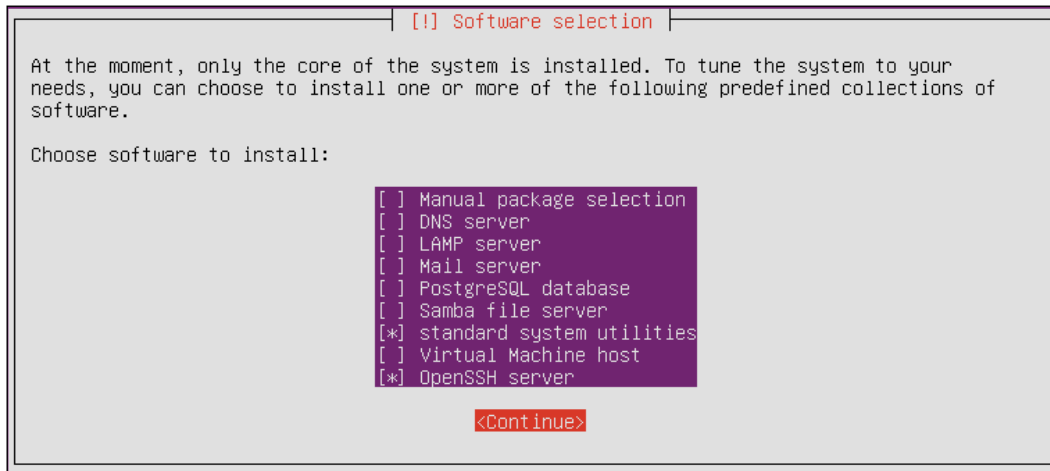 [!] Software selection
At the moment, only the core of the system is installed. To tune the system to your
needs, you can choose to install one or more of the following predefined collections of
software.
Choose software to install:
[ ] Manual package selection
[ ] DNS server
[ ] LAMP server
[ ] Mail server
[ ] PostgreSQL database
[ ] Samba file server
[*] standard system utilities
[ ] Virtual Machine host
[*] OpenSSH server
<Continue>